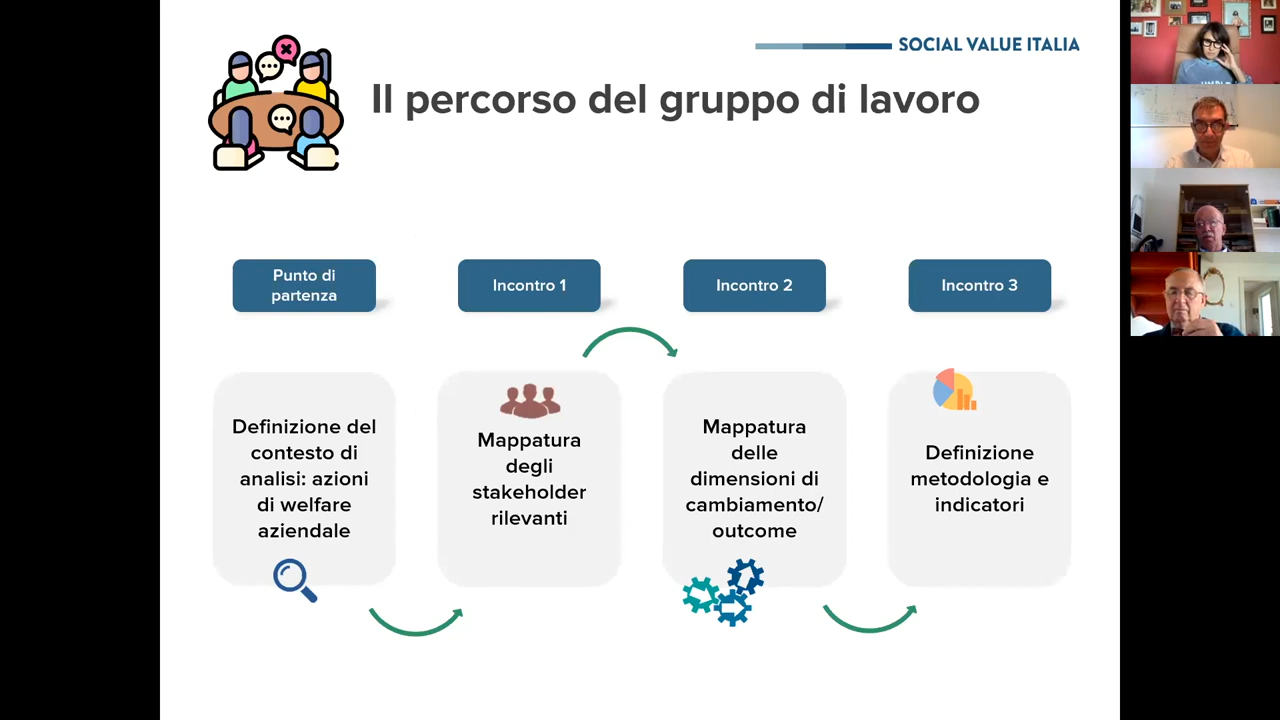 SOCIAL VALUE ITALIA
Il percorso del gruppo di lavoro
Punto di
partenza
Incontro 1
Incontro 2
Incontro 3
Definizione del
contesto di
analisi: azioni
di welfare
aziendale
Mappatura
degli
stakeholder
rilevanti
Mappatura
delle
dimensioni di
cambiamento/
outcome
Definizione
metodologia e
indicatori